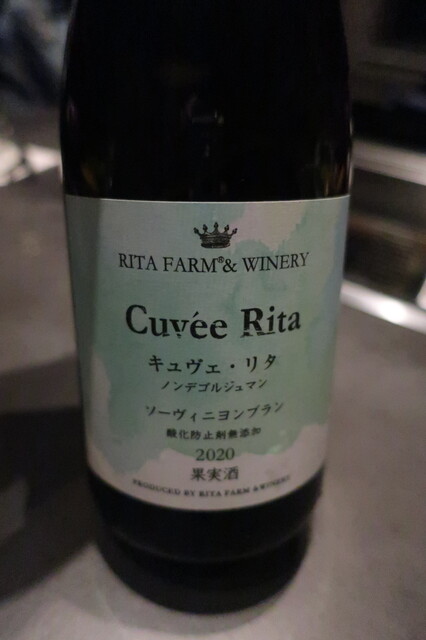 RITA FARM® & WINERY
Cuvée Rita
キュヴェ・リタ
ノンデゴルジュマン
ソーヴィニヨンブラン
酸化防止剤無添加
2020
果実酒
PRODUCED BY RITA FARM & WINERY